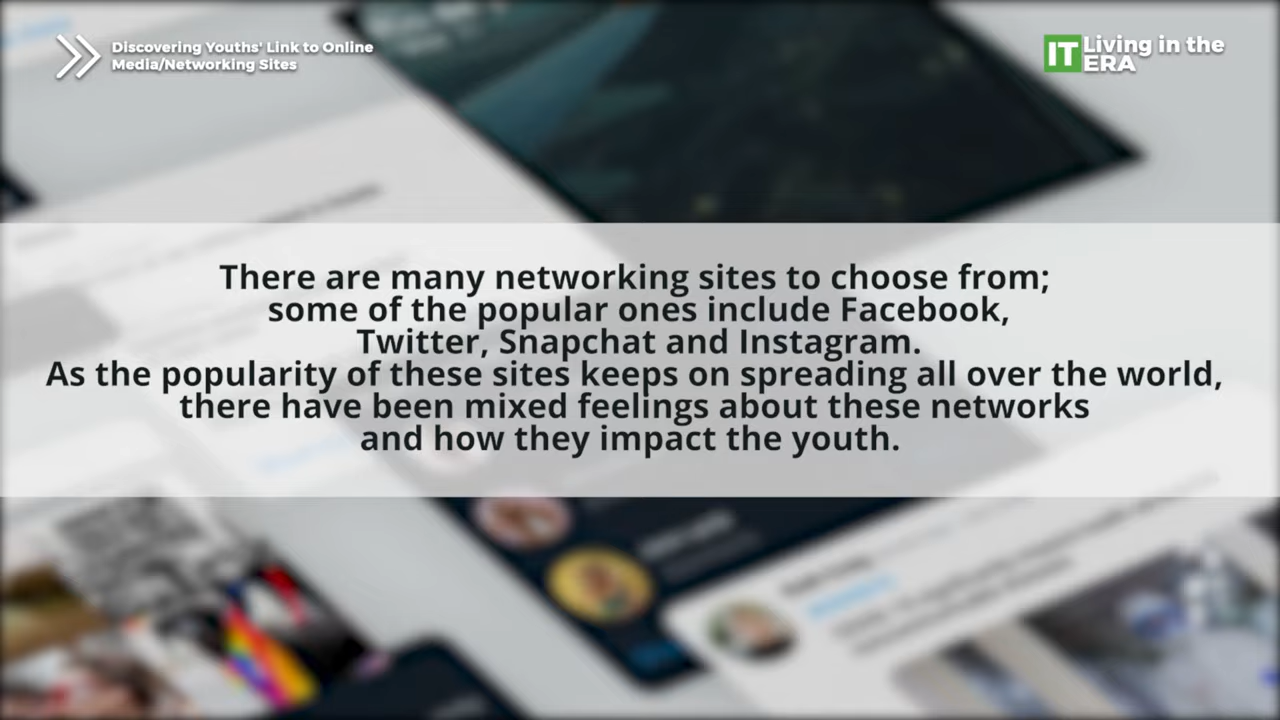 Discovering Youths' Link to Online
Media/Networking Sites
IT Living in the
ERA
There are many networking sites to choose from;
some of the popular ones include Facebook,
Twitter, Snapchat and Instagram.
As the popularity of these sites keeps on spreading all over the world,
there have been mixed feelings about these networks
and how they impact the youth.